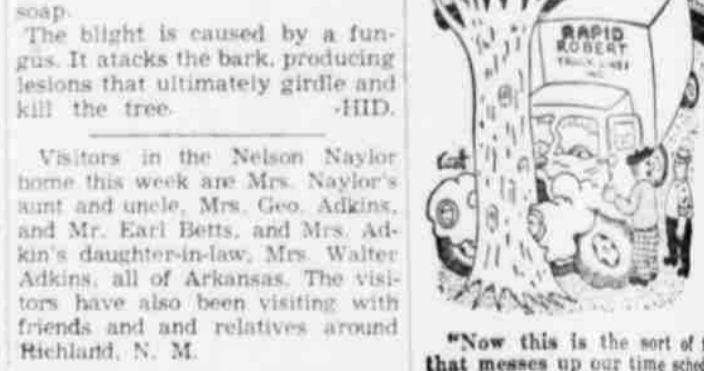 soap.
The blight is caused by a fun-
gus. It atacks the bark, producing
lesions that ultimately girdle and
kill the tree. -HID.
Visitors in the Nelson Naylor
home this week are Mrs. Naylor's
aunt and uncle, Mrs. Geo. Adkins,
and Mr. Earl Betts, and Mrs. Ad-
kin's daughter-in-law, Mrs. Walter
Adkins, all of Arkansas. The visi-
tors have also been visiting with
friends and and relatives around
Richland, N. M.
RAPID
ROBERT
TRUCK LINES
INC
"Now this is the sort of
that messes up our time sched